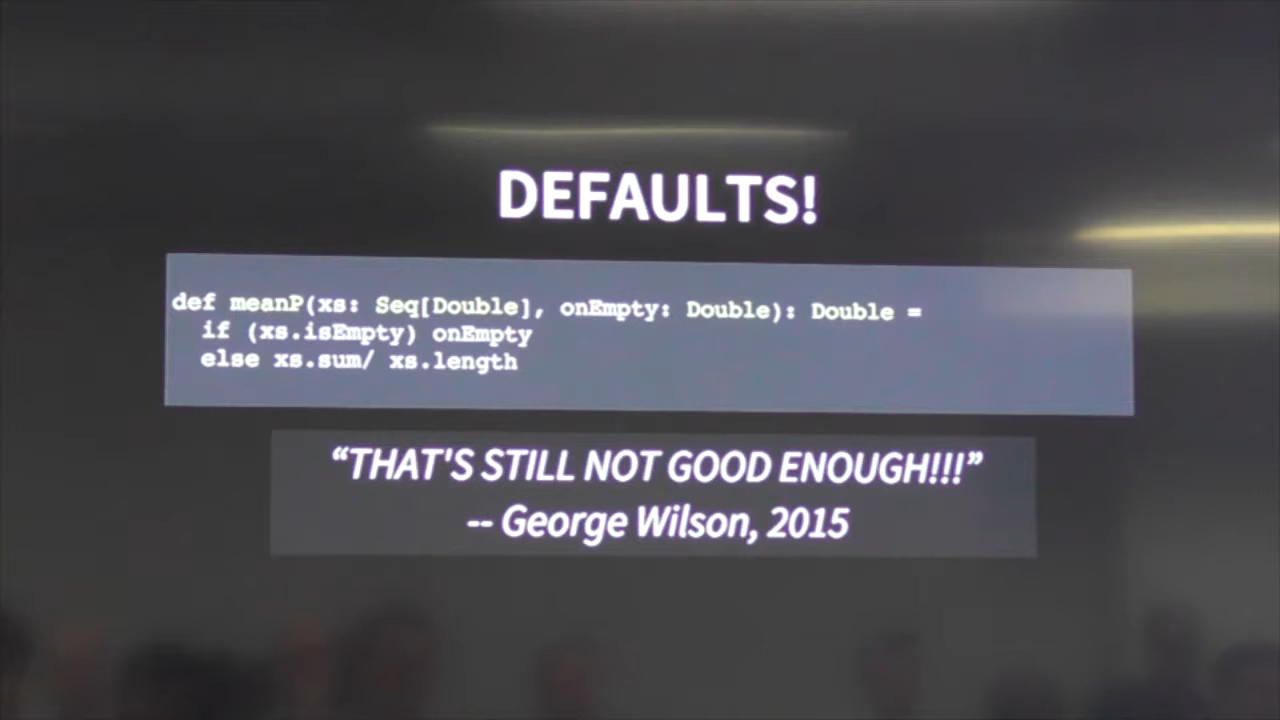 DEFAULTS!
def meanP(xs: Seq[Double], onEmpty: Double): Double =
  if (xs.isEmpty) onEmpty
  else xs.sum/ xs.length
“THAT'S STILL NOT GOOD ENOUGH!!!”
-- George Wilson, 2015